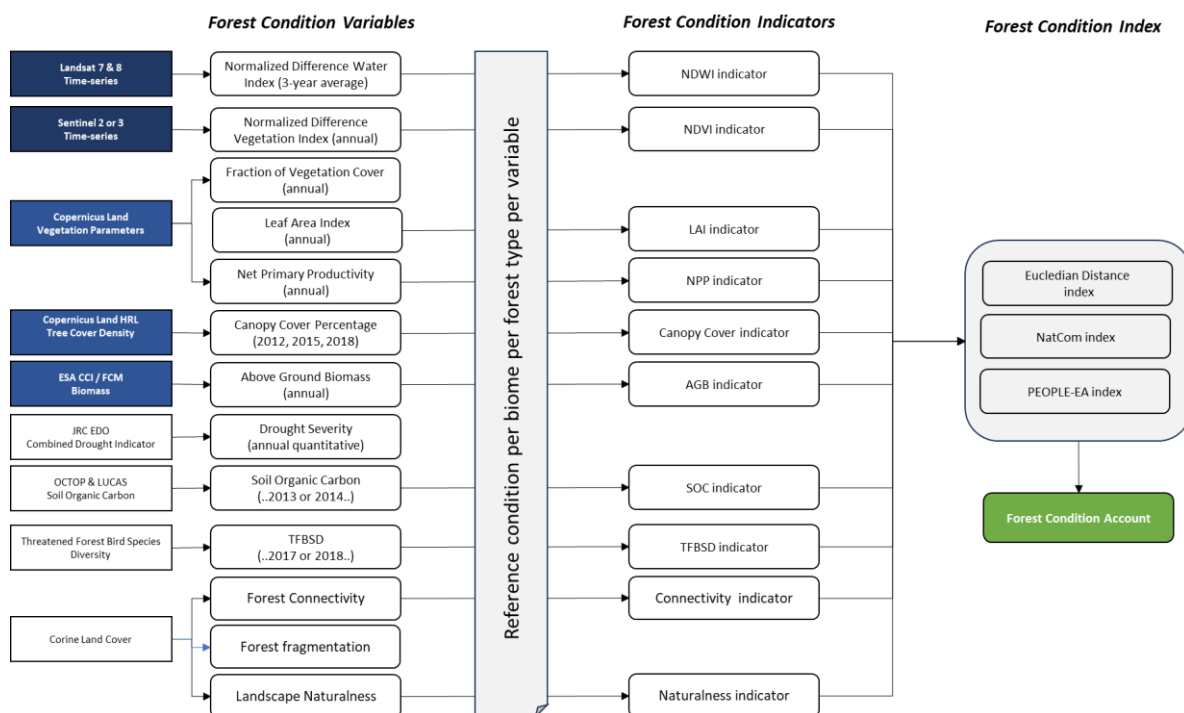 Forest Condition Variables
Forest Condition Indicators
Forest Condition Index
Landsat 7 & 8
Time-series
Normalized Difference Water
Index (3-year average)
NDWI indicator
Sentinel 2 or 3
Time-series
Normalized Difference
Vegetation Index (annual)
NDVI indicator
Fraction of Vegetation Cover
(annual)
Copernicus Land
Vegetation Parameters
Leaf Area Index
(annual)
LAI indicator
Net Primary Productivity
(annual)
NPP indicator
Copernicus Land HRL
Tree Cover Density
Canopy Cover Percentage
(2012, 2015, 2018)
Canopy Cover indicator
ESA CCI / FCM
Biomass
Above Ground Biomass
(annual)
AGB indicator
JRC EDO
Combined Drought Indicator
Drought Severity
(annual quantitative)
OCTOP & LUCAS
Soil Organic Carbon
Soil Organic Carbon
(..2013 or 2014..)
SOC indicator
Threatened Forest Bird Species
Diversity
TFBSD
(..2017 or 2018..)
TFBSD indicator
Corine Land Cover
Forest Connectivity
Connectivity indicator
Forest fragmentation
Landscape Naturalness
Naturalness indicator
Reference condition per biome per forest type per variable
Eucledian Distance
index
NatCom index
PEOPLE-EA index
Forest Condition Account